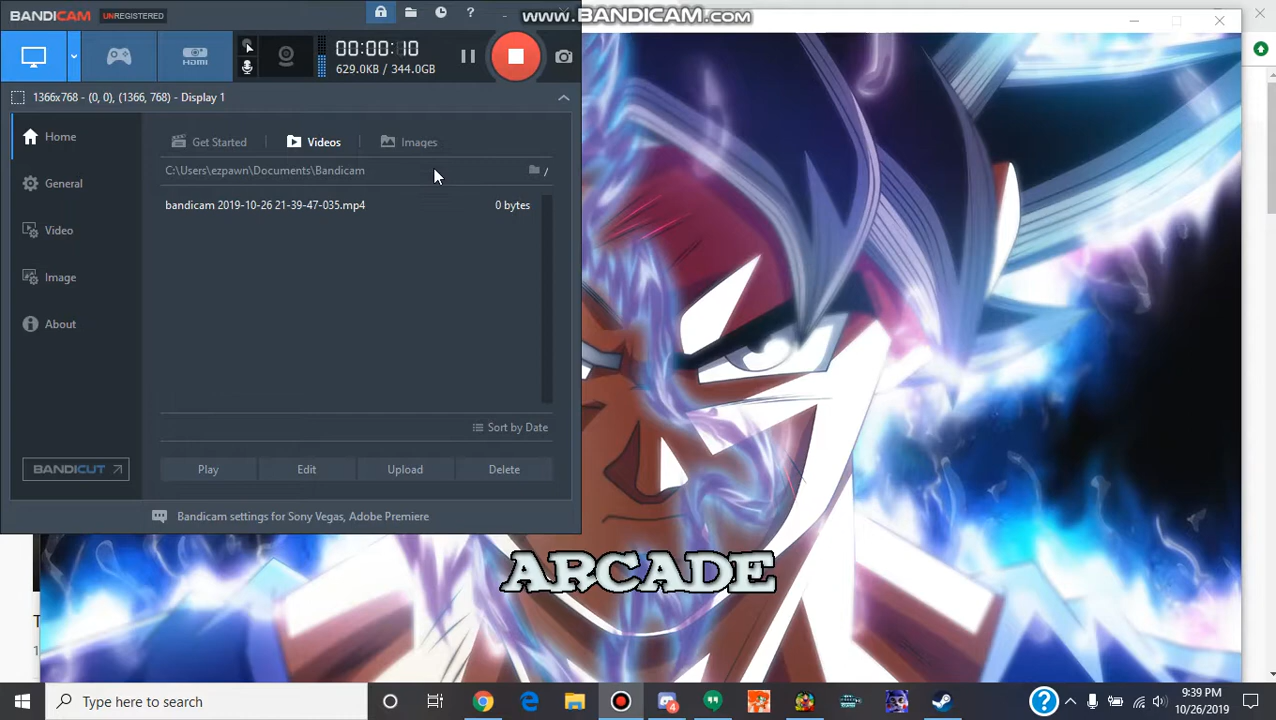 BANDICAM UNREGISTERED
www.BANDICAM.com
00:00:10
629.0KB / 344.0GB
1366x768 - (0, 0), (1366, 768) - Display 1
Home
Get Started
Videos
Images
C:\Users\ezpawn\Documents\Bandicam
/
General
bandicam 2019-10-26 21-39-47-035.mp4
0 bytes
Video
Image
About
Sort by Date
BANDICUT
Play
Edit
Upload
Delete
Bandicam settings for Sony Vegas, Adobe Premiere
ARCADE
Type here to search
4
9:39 PM
10/26/2019